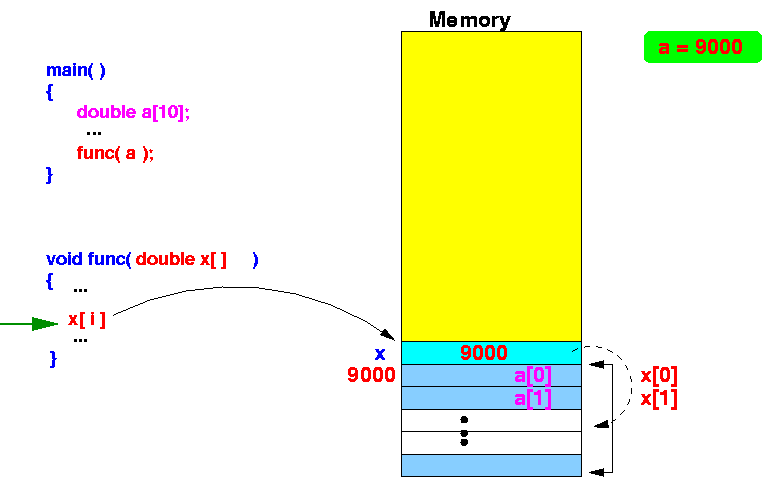 Memory
a = 9000
main( )
{
double a[10];
...
func( a );
}
void func( double x[ ] )
{ ...
x[ i ]
...
}
x 9000
9000 a[0] x[0]
a[1] x[1]